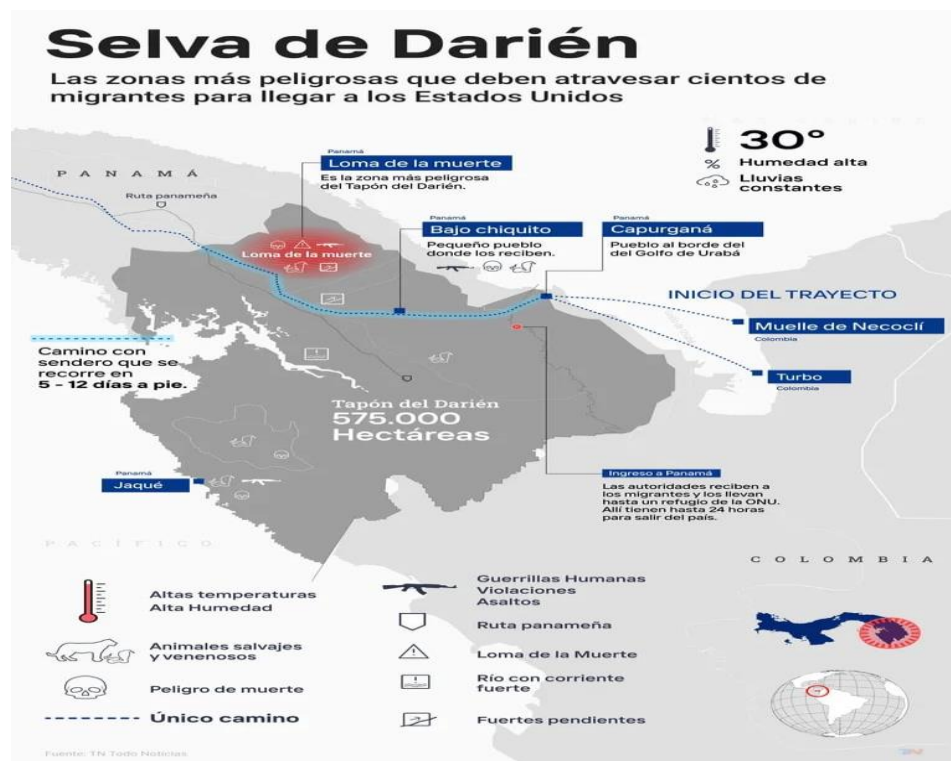 Selva de Darién
Las zonas más peligrosas que deben atravesar cientos de
migrantes para llegar a los Estados Unidos
30°
% Humedad alta
Lluvias
constantes
PANAMÁ
Ruta panameña
Panamá
Loma de la muerte
Es la zona más peligrosa
del Tapón del Darién.
Loma de la muerte
Panamá
Bajo chiquito
Pequeño pueblo
donde los reciben.
Panamá
Capurganá
Pueblo al borde del
del Golfo de Urabá
INICIO DEL TRAYECTO
Muelle de Necoclí
Colombia
Turbo
Colombia
Camino con
sendero que se
recorre en
5 - 12 días a pie.
Tapón del Darién
575.000
Hectáreas
Panamá
Jaqué
Ingreso a Panamá
Las autoridades reciben a
los migrantes y los llevan
hasta un refugio de la ONU.
Allí tienen hasta 24 horas
para salir del país.
PACÍFICO
COLOMBIA
Altas temperaturas
Alta Humedad
Animales salvajes
y venenosos
Peligro de muerte
Único camino
Guerrillas Humanas
Violaciones
Asaltos
Ruta panameña
Loma de la Muerte
Río con corriente
fuerte
Fuertes pendientes
Fuente: TN Todo Noticias
TN